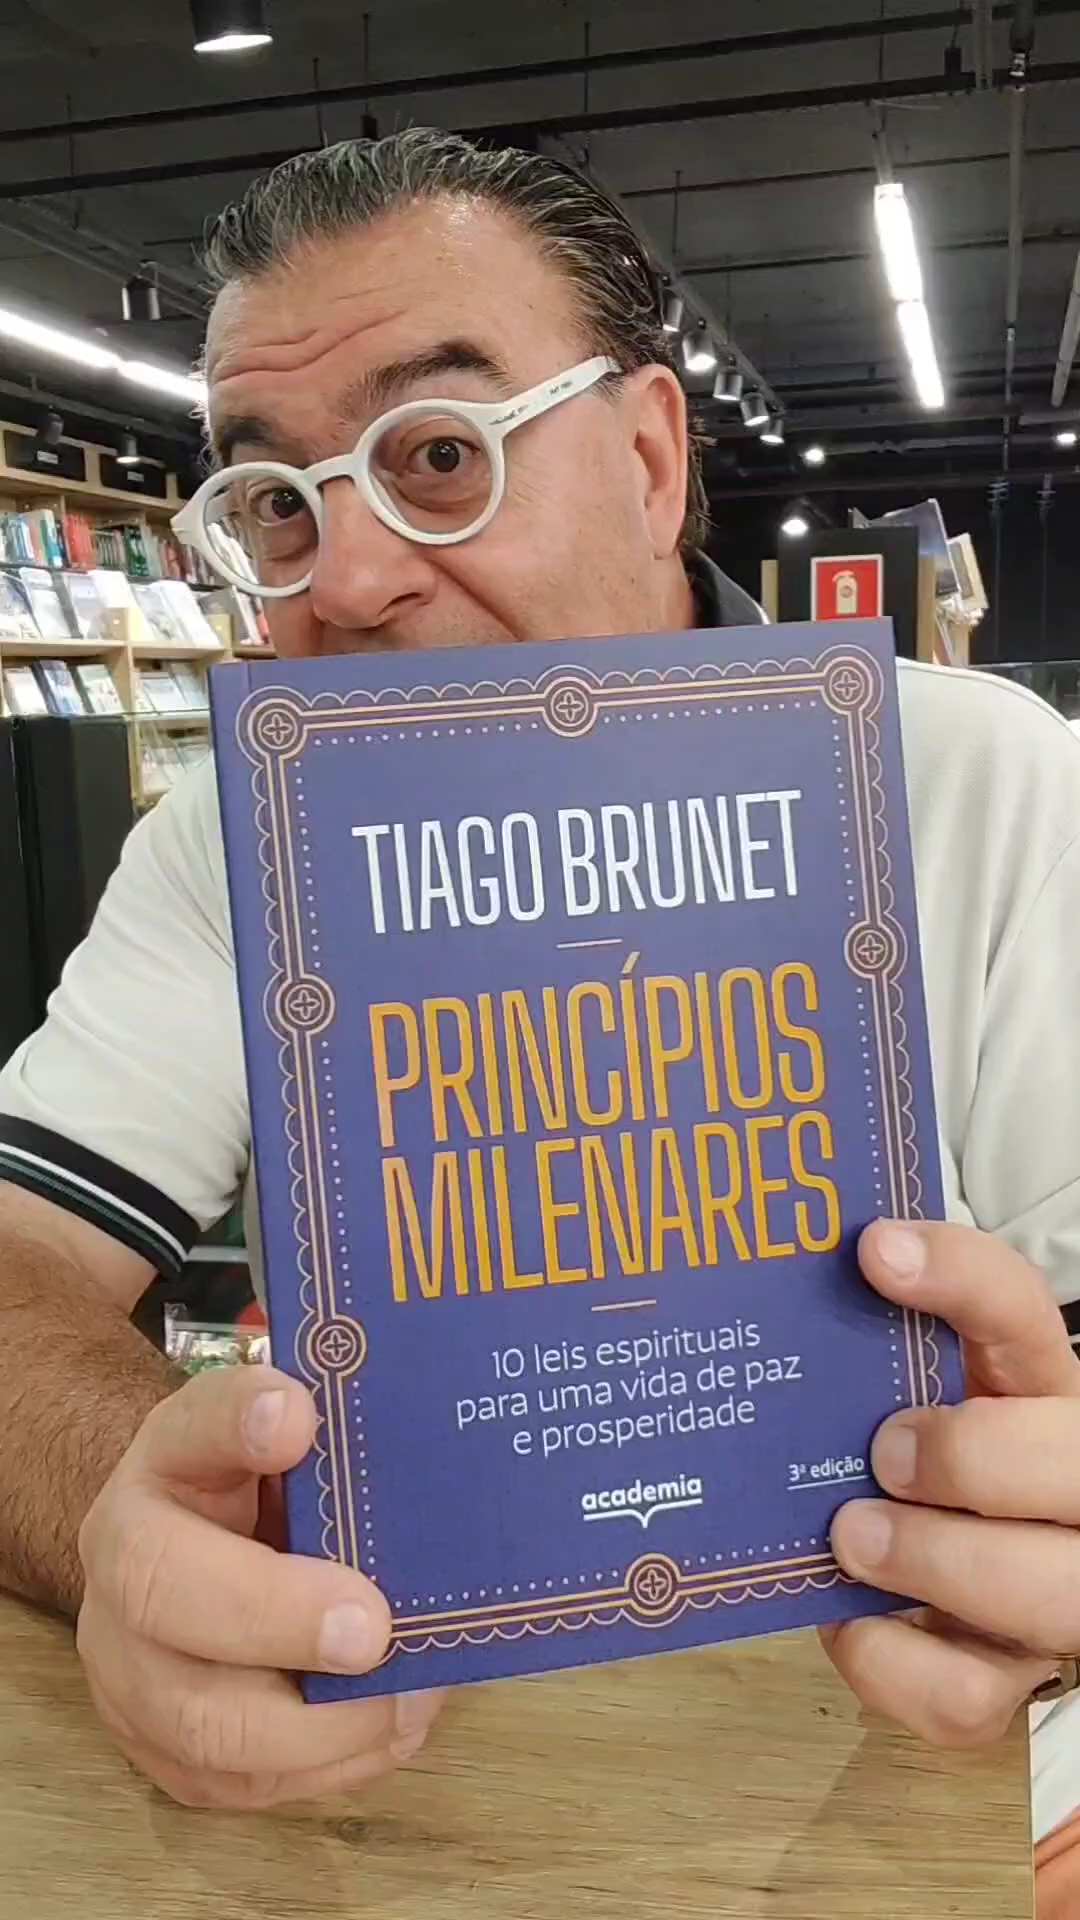 TIAGO BRUNET
PRINCÍPIOS
MILENARES
10 leis espirituais
para uma vida de paz
e prosperidade
3ª edição
academia